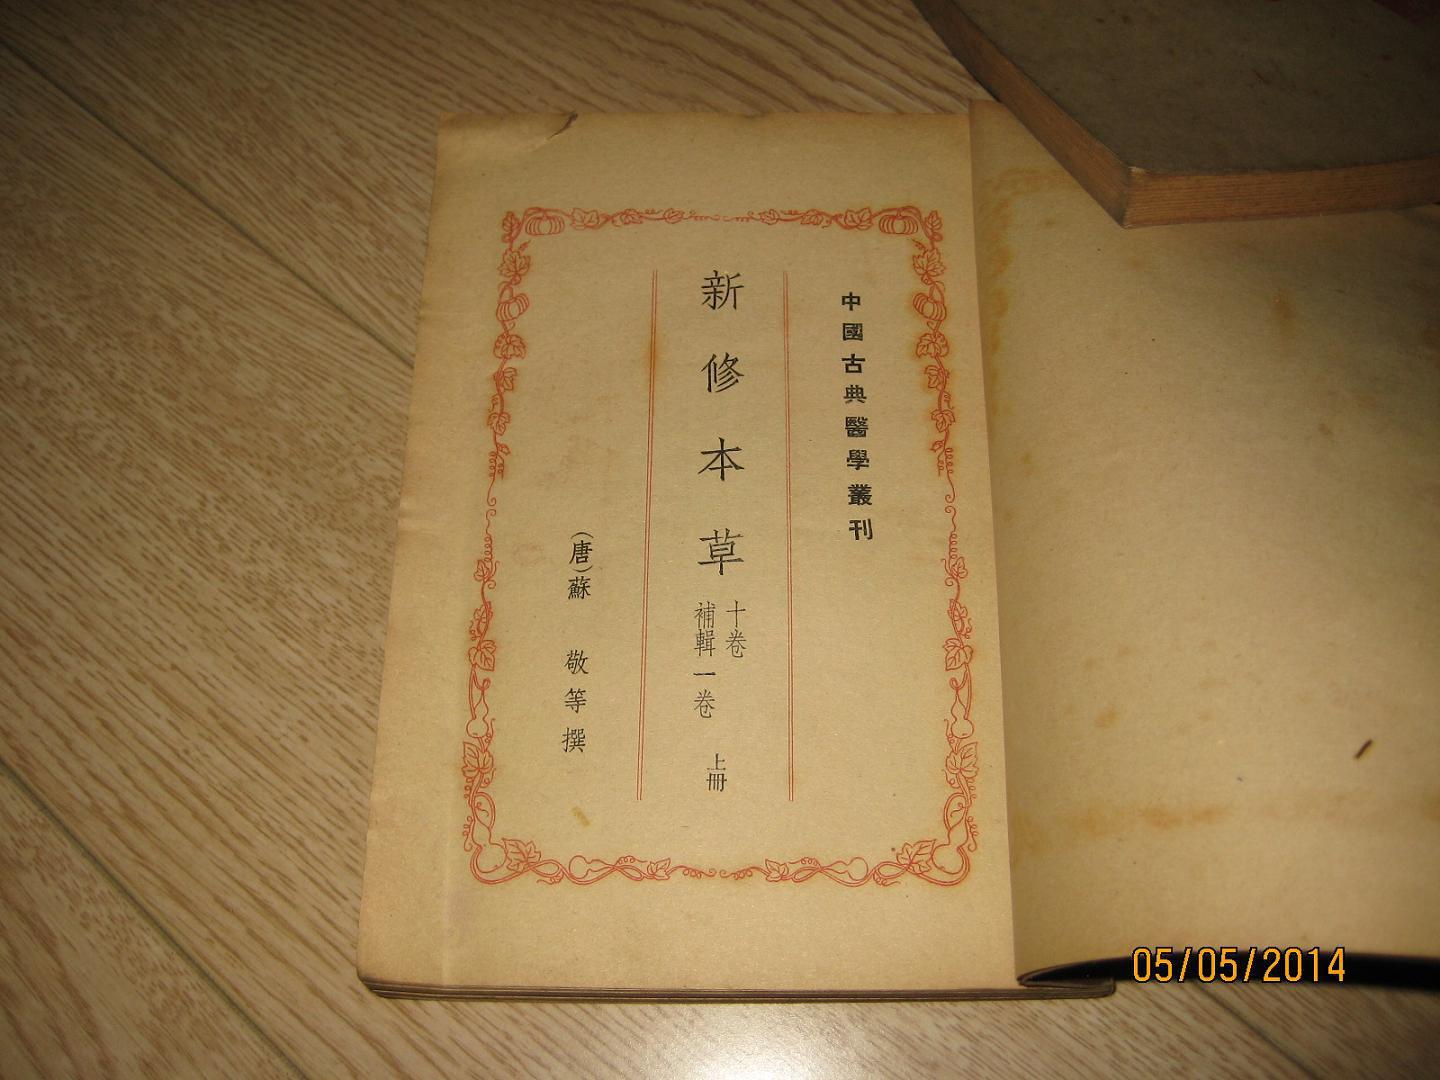 中國古典醫學叢刊
新修本草
十卷
補輯一卷
上冊
(唐)蘇 敬等撰
05/05/2014